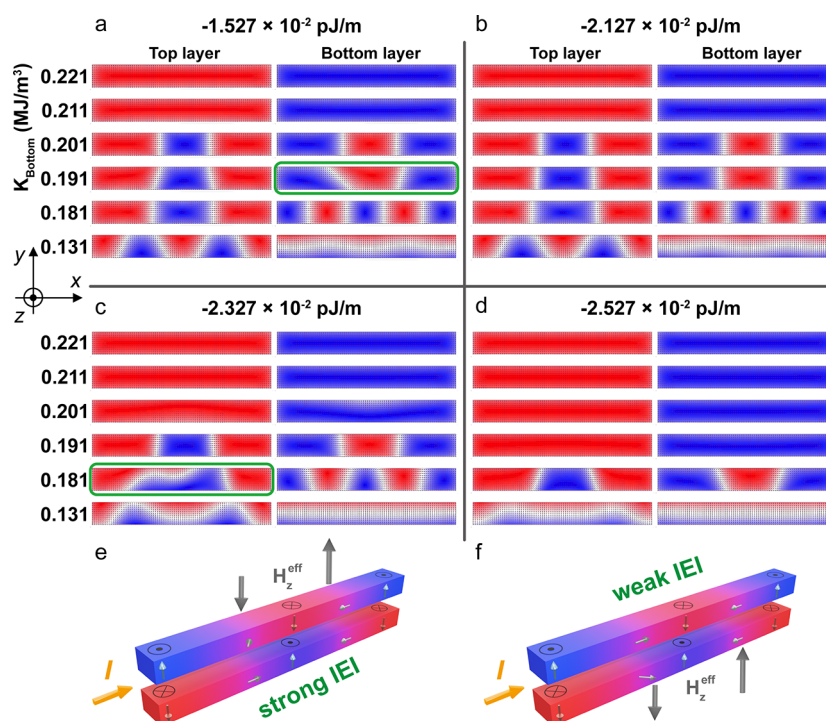 a
-1.527 × 10⁻² pJ/m
b
-2.127 × 10⁻² pJ/m
Top layer
Bottom layer
Top layer
Bottom layer
K_Bottom (MJ/m³)
0.221
0.211
0.201
0.191
0.181
0.131
y
x
z
c
-2.327 × 10⁻² pJ/m
d
-2.527 × 10⁻² pJ/m
0.221
0.211
0.201
0.191
0.181
0.131
e
H_z^eff
f
weak IEI
I
strong IEI
I
H_z^eff